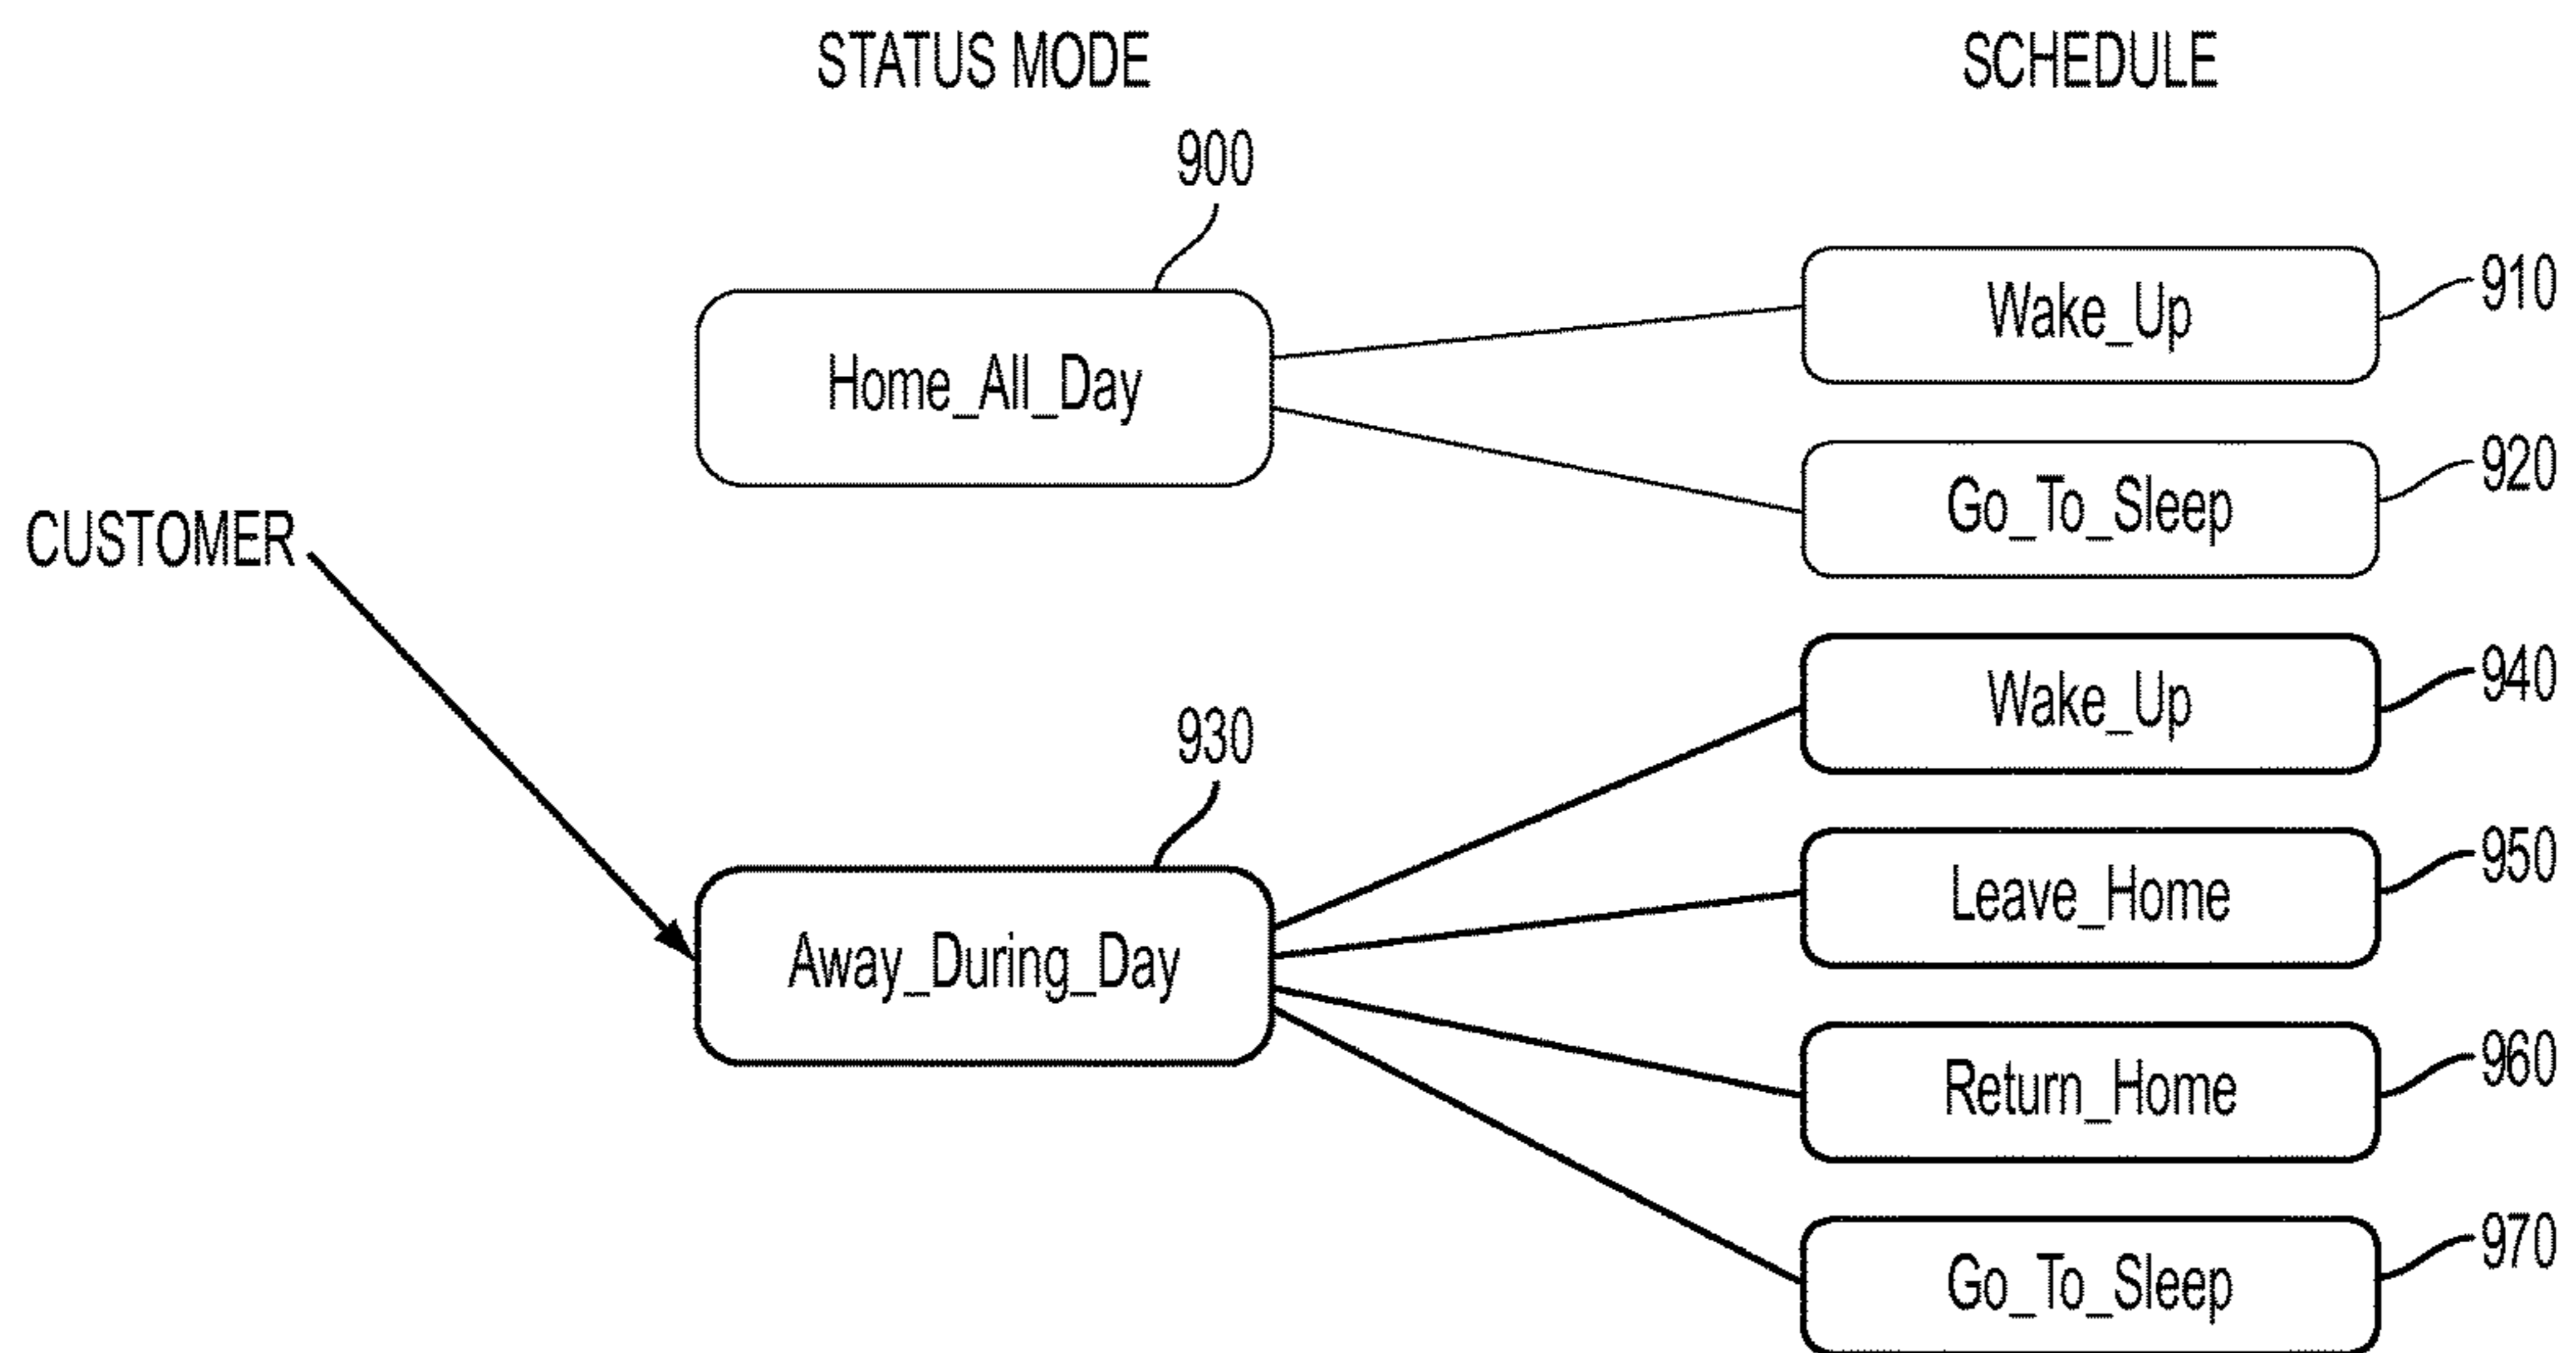 STATUS MODE
SCHEDULE
900
Wake_Up
910
Home_All_Day
Go_To_Sleep
920
CUSTOMER
930
Wake_Up
940
Leave_Home
950
Away_During_Day
Return_Home
960
Go_To_Sleep
970